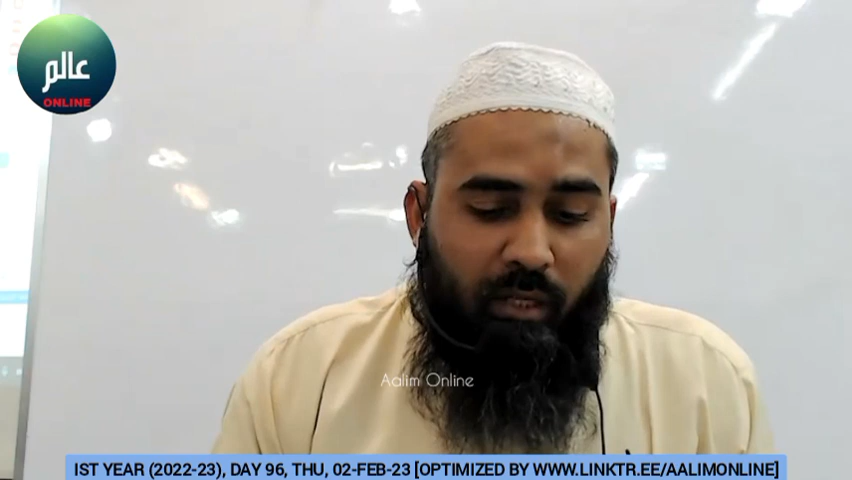 عالم
ONLINE
Aalim Online
IST YEAR (2022-23), DAY 96, THU, 02-FEB-23 [OPTIMIZED BY WWW.LINKTR.EE/AALIMONLINE]